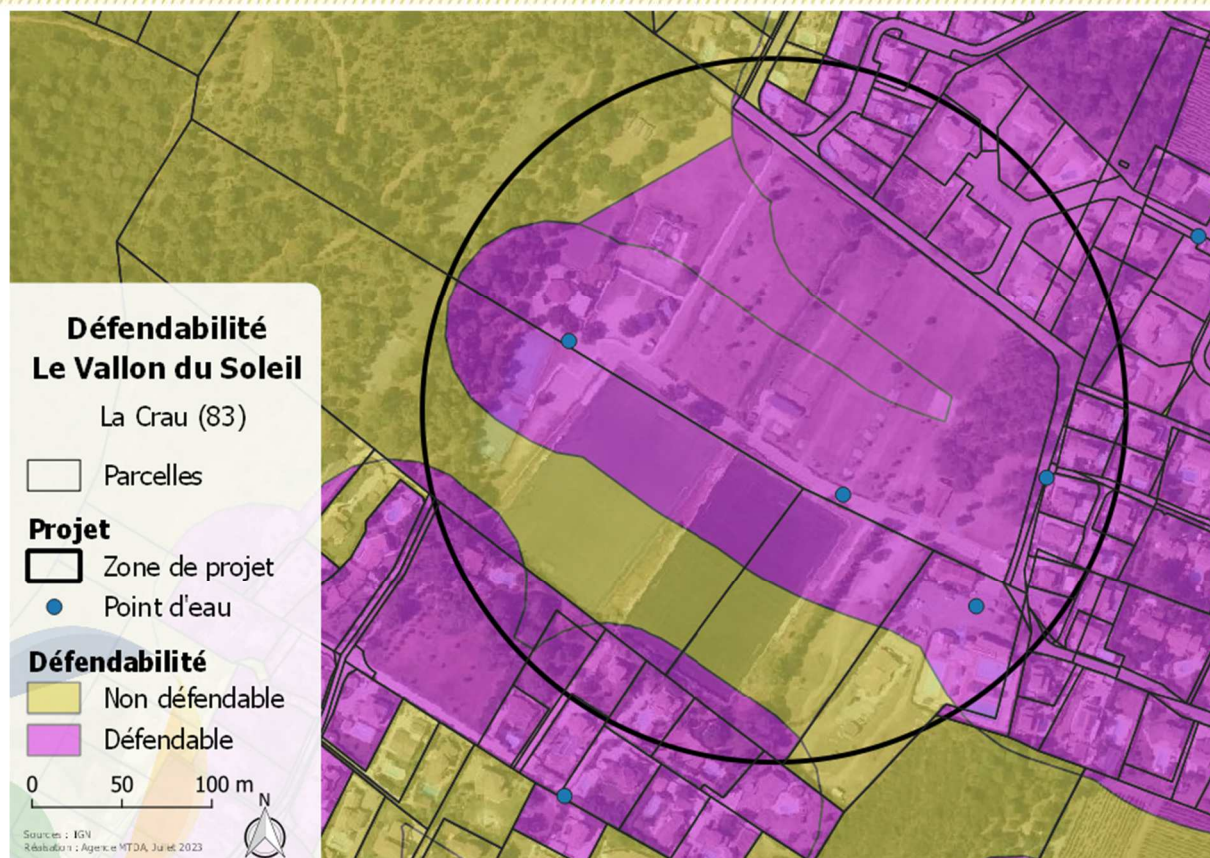 Défendabilité
Le Vallon du Soleil
La Crau (83)
Parcelles
Projet
Zone de projet
Point d'eau
Défendabilité
Non défendable
Défendable
0 50 100 m
N
Sources : IGN
Réalisation : Agence MTDA, Juillet 2023